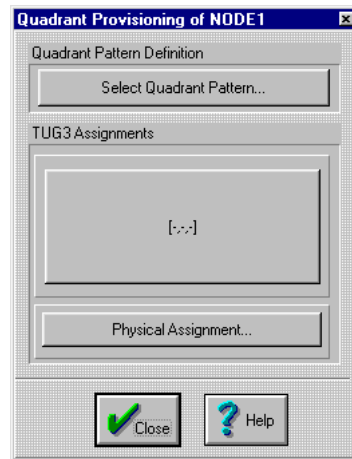 Quadrant Provisioning of NODE1
Quadrant Pattern Definition
Select Quadrant Pattern...
TUG3 Assignments
[-,-,-]
Physical Assignment...
Close
Help